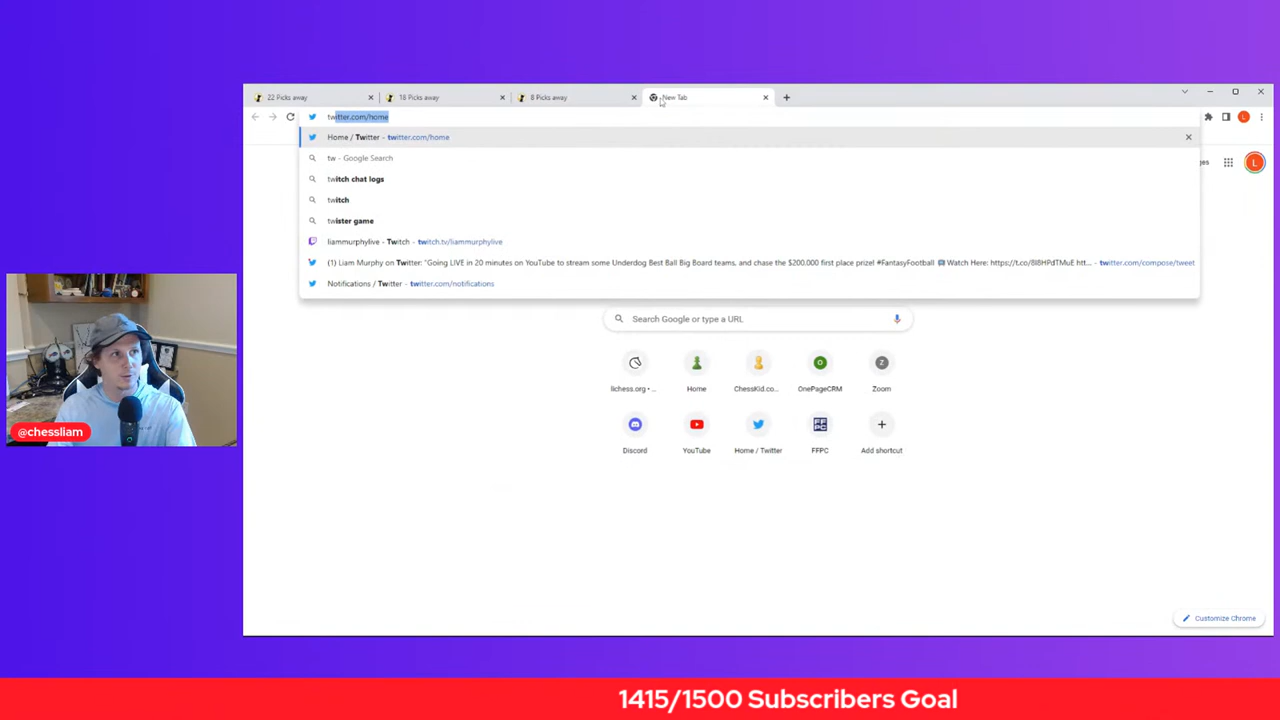 22 Picks away
18 Picks away
8 Picks away
New Tab
twitter.com/home
L
Home / Twitter - twitter.com/home
tw - Google Search
twitch chat logs
twitch
twister game
liammurphylive - Twitch - twitch.tv/liammurphylive
(1) Liam Murphy on Twitter: "Going LIVE in 20 minutes on YouTube to stream some Underdog Best Ball Big Board teams, and chase the $200.000 first place prize! #FantasyFootball Watch Here: https://t.co/8I8HPdTMuE htt... - twitter.com/compose/tweet
Notifications / Twitter - twitter.com/notifications
ges
L
Search Google or type a URL
lichess.org • ...
Home
ChessKid.co...
O
OnePageCRM
Z
Zoom
Discord
YouTube
Home / Twitter
FFPC
FFPC
Add shortcut
@chessliam
Customize Chrome
1415/1500 Subscribers Goal